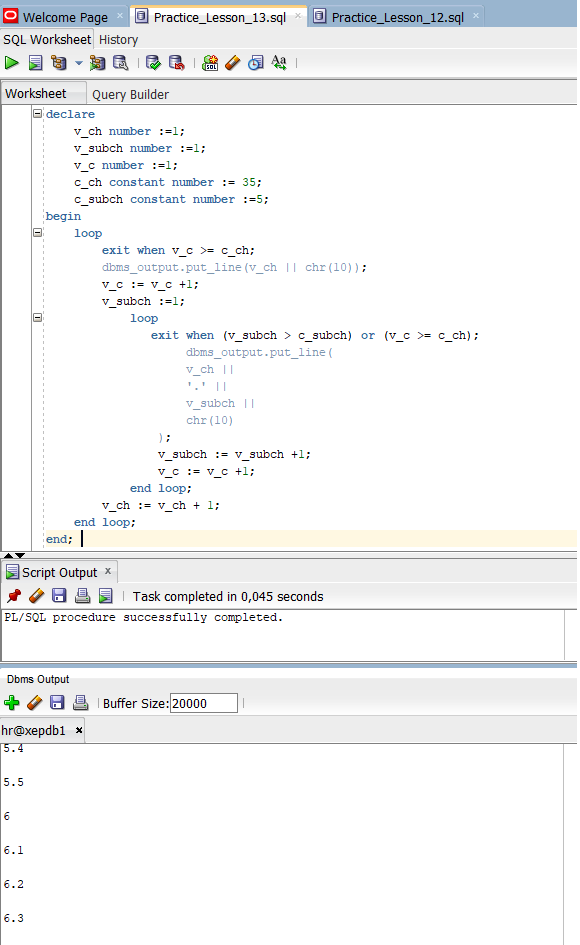 Welcome Page × Practice_Lesson_13.sql × Practice_Lesson_12.sql ×
SQL Worksheet History
SQL Aa
Worksheet Query Builder
declare
v_ch number :=1;
v_subch number :=1;
v_c number :=1;
c_ch constant number := 35;
c_subch constant number :=5;
begin
loop
exit when v_c >= c_ch;
dbms_output.put_line(v_ch || chr(10));
v_c := v_c +1;
v_subch :=1;
loop
exit when (v_subch > c_subch) or (v_c >= c_ch);
dbms_output.put_line(
v_ch ||
'.' ||
v_subch ||
chr(10)
);
v_subch := v_subch +1;
v_c := v_c +1;
end loop;
v_ch := v_ch + 1;
end loop;
end;
Script Output ×
Task completed in 0,045 seconds
PL/SQL procedure successfully completed.
Dbms Output
Buffer Size: 20000
hr@xepdb1 ×
5.4
5.5
6
6.1
6.2
6.3